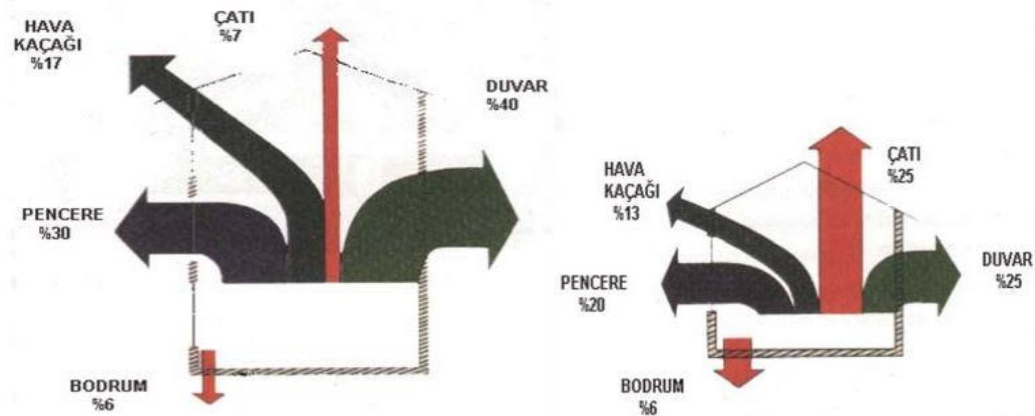 HAVA
KAÇAĞI
%17
ÇATI
%7
DUVAR
%40
PENCERE
%30
BODRUM
%6
HAVA
KAÇAĞI
%13
ÇATI
%25
DUVAR
%25
PENCERE
%20
BODRUM
%6